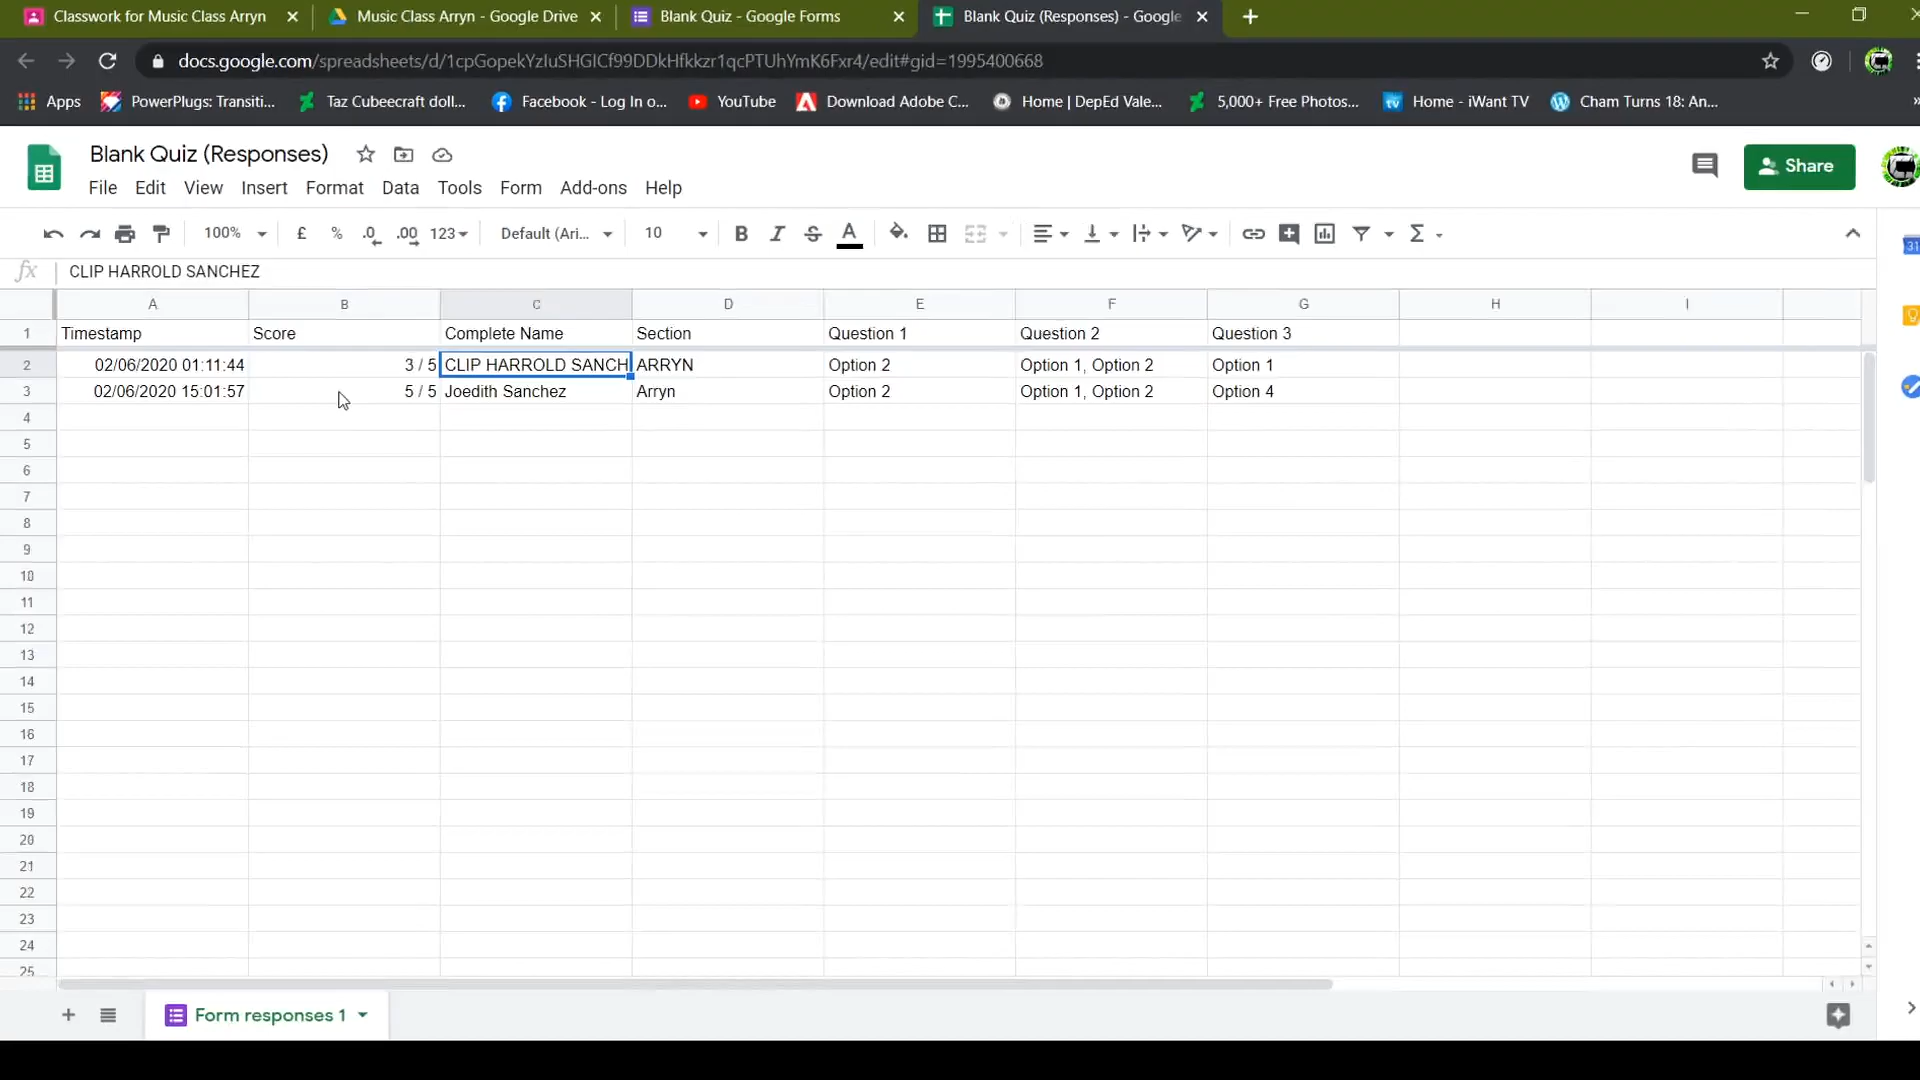 Classwork for Music Class Arryn
Music Class Arryn - Google Drive
Blank Quiz - Google Forms
Blank Quiz (Responses) - Google
docs.google.com/spreadsheets/d/1cpGopekYzIuSHGICf99DDkHfkkzr1qcPTUhYmK6Fxr4/edit#gid=1995400668
Apps
PowerPlugs: Transiti...
Taz Cubeecraft doll...
Facebook - Log In o...
YouTube
Download Adobe C...
Home | DepEd Vale...
5,000+ Free Photos...
Home - iWant TV
Cham Turns 18: An...
Blank Quiz (Responses)
File Edit View Insert Format Data Tools Form Add-ons Help
Share
100% £ % .0 .00 123 Default (Ari... 10 B I S A
fx CLIP HARROLD SANCHEZ
A B C D E F G H I
1 Timestamp Score Complete Name Section Question 1 Question 2 Question 3
2 02/06/2020 01:11:44 3 / 5 CLIP HARROLD SANCH ARRYN Option 2 Option 1, Option 2 Option 1
3 02/06/2020 15:01:57 5 / 5 Joedith Sanchez Arryn Option 2 Option 1, Option 2 Option 4
4
5
6
7
8
9
10
11
12
13
14
15
16
17
18
19
20
21
22
23
24
25
Form responses 1
31